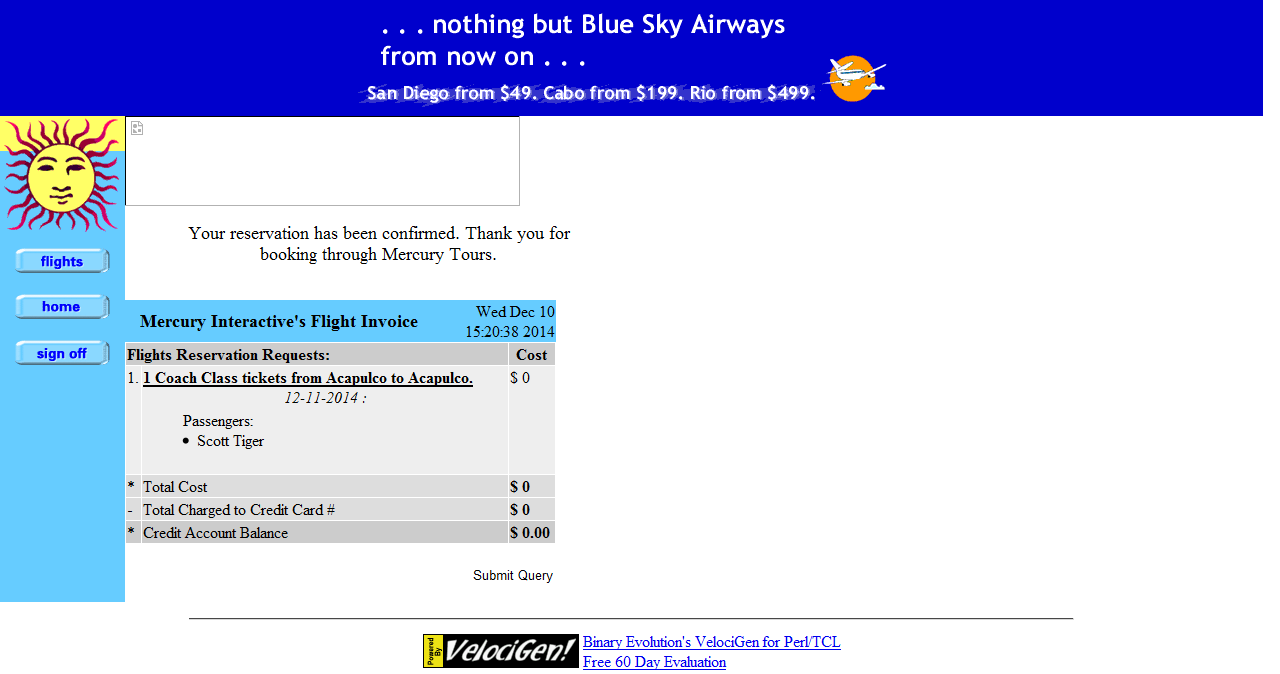 . . . nothing but Blue Sky Airways
from now on . . .
San Diego from $49. Cabo from $199. Rio from $499.
flights
home
sign off
Your reservation has been confirmed. Thank you for
booking through Mercury Tours.
Mercury Interactive's Flight Invoice
Wed Dec 10
15:20:38 2014
Flights Reservation Requests: Cost
1. 1 Coach Class tickets from Acapulco to Acapulco. $ 0
12-11-2014 :
Passengers:
• Scott Tiger
* Total Cost $ 0
- Total Charged to Credit Card # $ 0
* Credit Account Balance $ 0.00
Submit Query
Powered By VelociGen!
Binary Evolution's VelociGen for Perl/TCL
Free 60 Day Evaluation